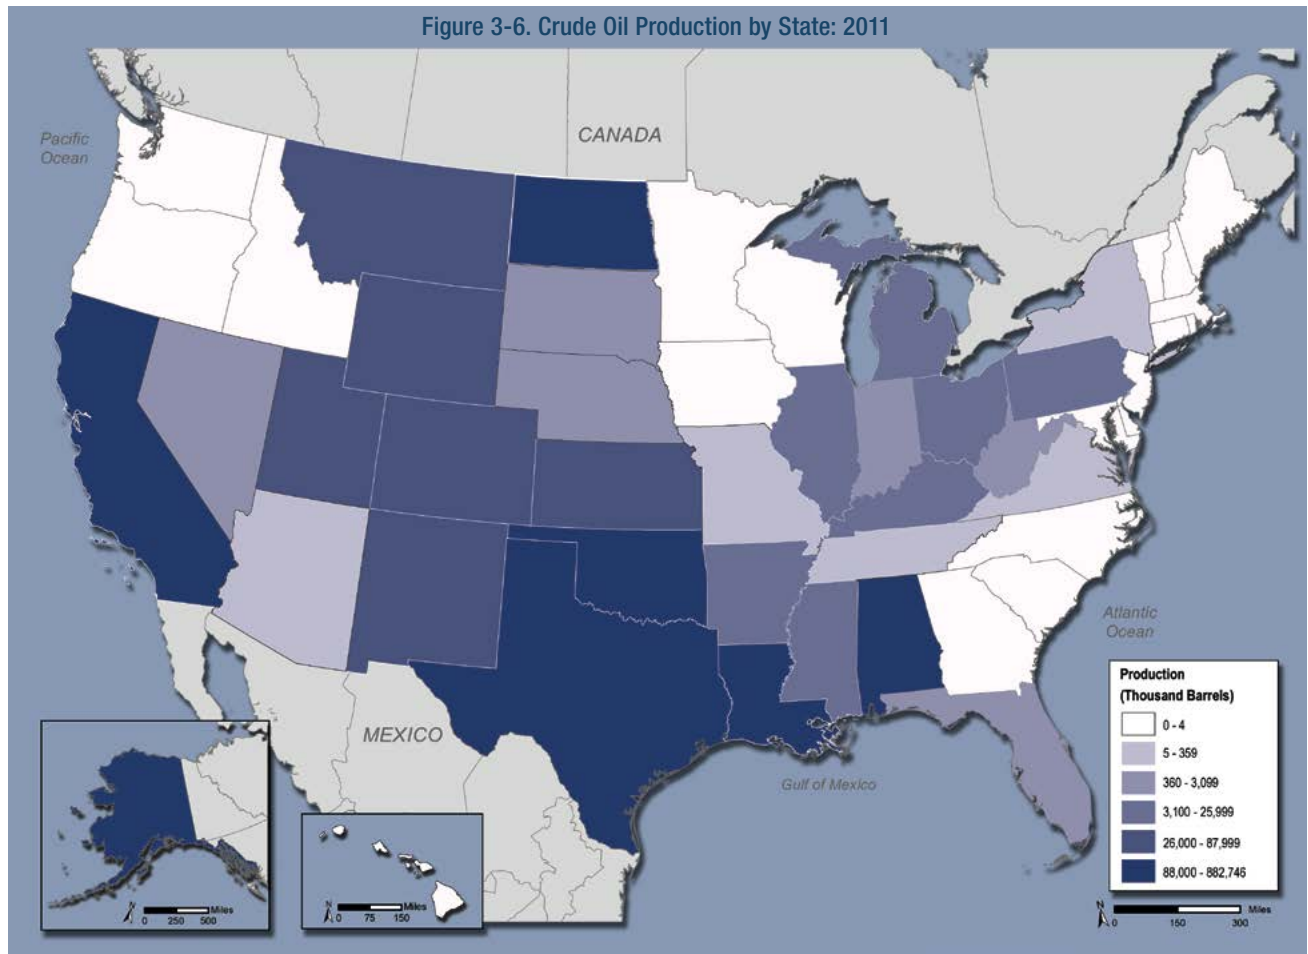 Figure 3-6. Crude Oil Production by State: 2011
Pacific
Ocean
CANADA
Atlantic
Ocean
MEXICO
Gulf of Mexico
Production
(Thousand Barrels)
0 - 4
5 - 359
360 - 3,099
3,100 - 25,999
26,000 - 87,999
88,000 - 882,746
N
Miles
0 250 500
N
Miles
0 75 150
N
Miles
0 150 300